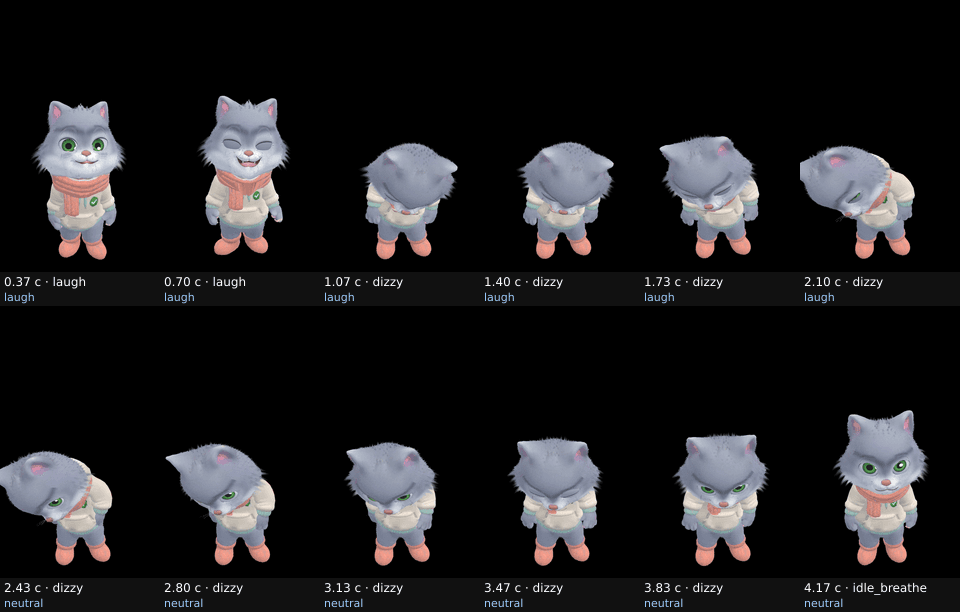 0.37 c · laugh
laugh
0.70 c · laugh
laugh
1.07 c · dizzy
laugh
1.40 c · dizzy
laugh
1.73 c · dizzy
laugh
2.10 c · dizzy
laugh
2.43 c · dizzy
neutral
2.80 c · dizzy
neutral
3.13 c · dizzy
neutral
3.47 c · dizzy
neutral
3.83 c · dizzy
neutral
4.17 c · idle_breathe
neutral